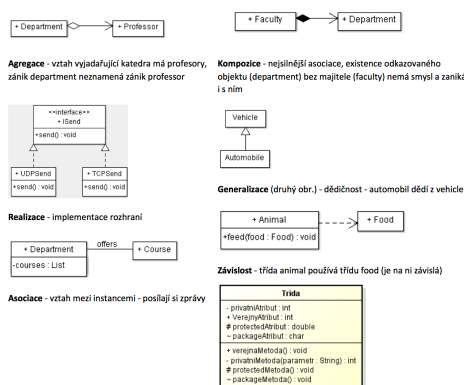 + Department
+ Professor
Agregace - vztah vyjadařující katedra má profesory,
zánik department neznamená zánik professor
<<interface>>
+ ISend
+send() : void
+ UDPSend
+send() : void
+ TCPSend
+send() : void
Realizace - implementace rozhraní
+ Department
-courses : List
offers
+ Course
Asociace - vztah mezi instancemi - posílají si zprávy
+ Faculty
+ Department
Kompozice - nejsilnější asociace, existence odkazovaného
objektu (department) bez majitele (faculty) nemá smysl a zaniká
i s ním
Vehicle
Automobile
Generalizace (druhý obr.) - dědičnost - automobil dědí z vehicle
+ Animal
+feed(food : Food) : void
+ Food
Závislost - třída animal používá třídu food (je na ni závislá)
Trida
- privatniAtribut : int
+ VerejnyAtribut : int
# protectedAtribut : double
~ packageAtribut : char
+ verejnaMetoda() : void
- privatniMetoda(parametr : String) : int
# protectedMetoda() : void
~ packageMetoda() : void